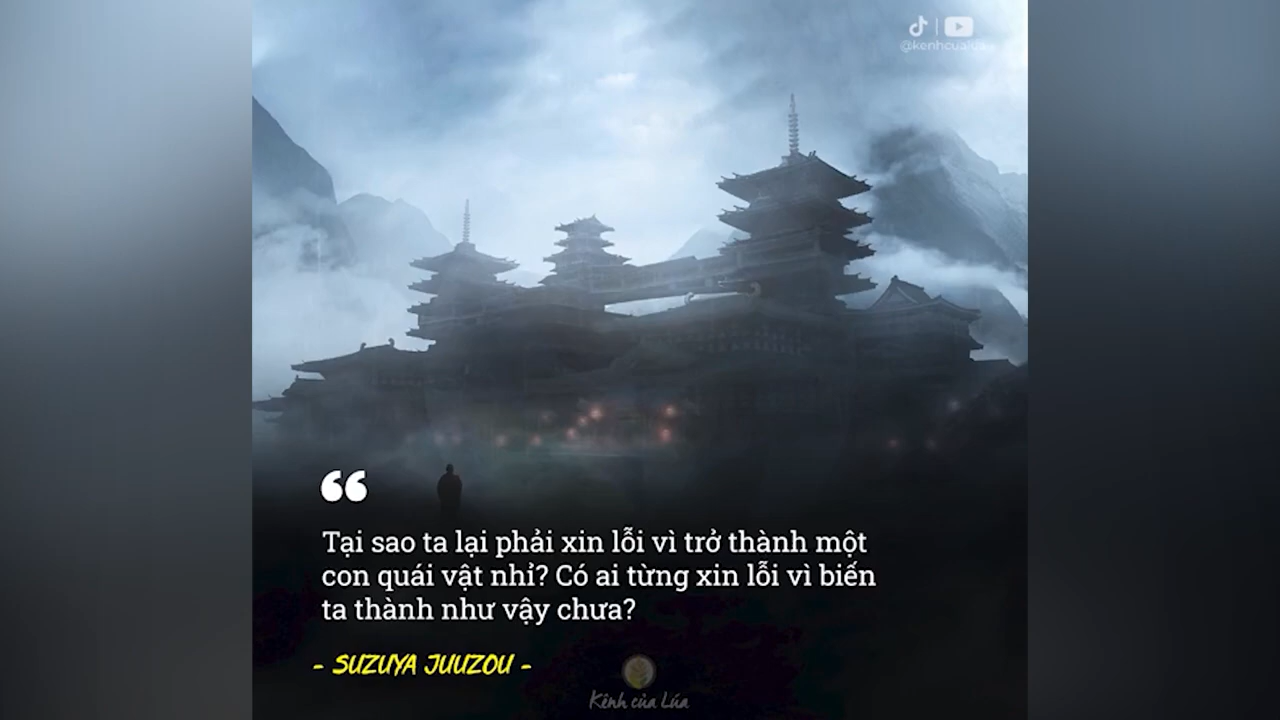 Tại sao ta lại phải xin lỗi vì trở thành một
con quái vật nhỉ? Có ai từng xin lỗi vì biến
ta thành như vậy chưa?
- SUZUYA JUUZOU -
Kênh của Lúa